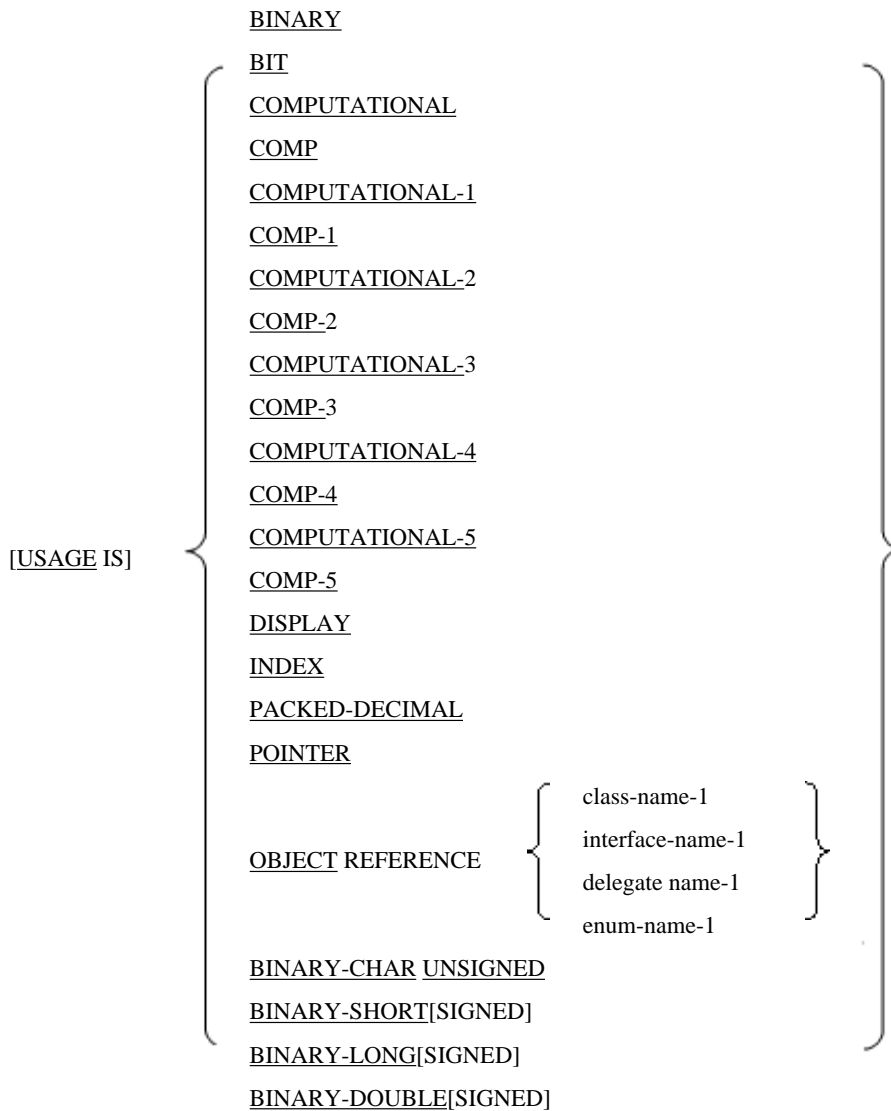 BINARY
BIT
COMPUTATIONAL
COMP
COMPUTATIONAL-1
COMP-1
COMPUTATIONAL-2
COMP-2
COMPUTATIONAL-3
COMP-3
COMPUTATIONAL-4
COMP-4
COMPUTATIONAL-5
[USAGE IS]
COMP-5
DISPLAY
INDEX
PACKED-DECIMAL
POINTER
class-name-1
interface-name-1
OBJECT REFERENCE
delegate name-1
enum-name-1
BINARY-CHAR UNSIGNED
BINARY-SHORT[SIGNED]
BINARY-LONG[SIGNED]
BINARY-DOUBLE[SIGNED]